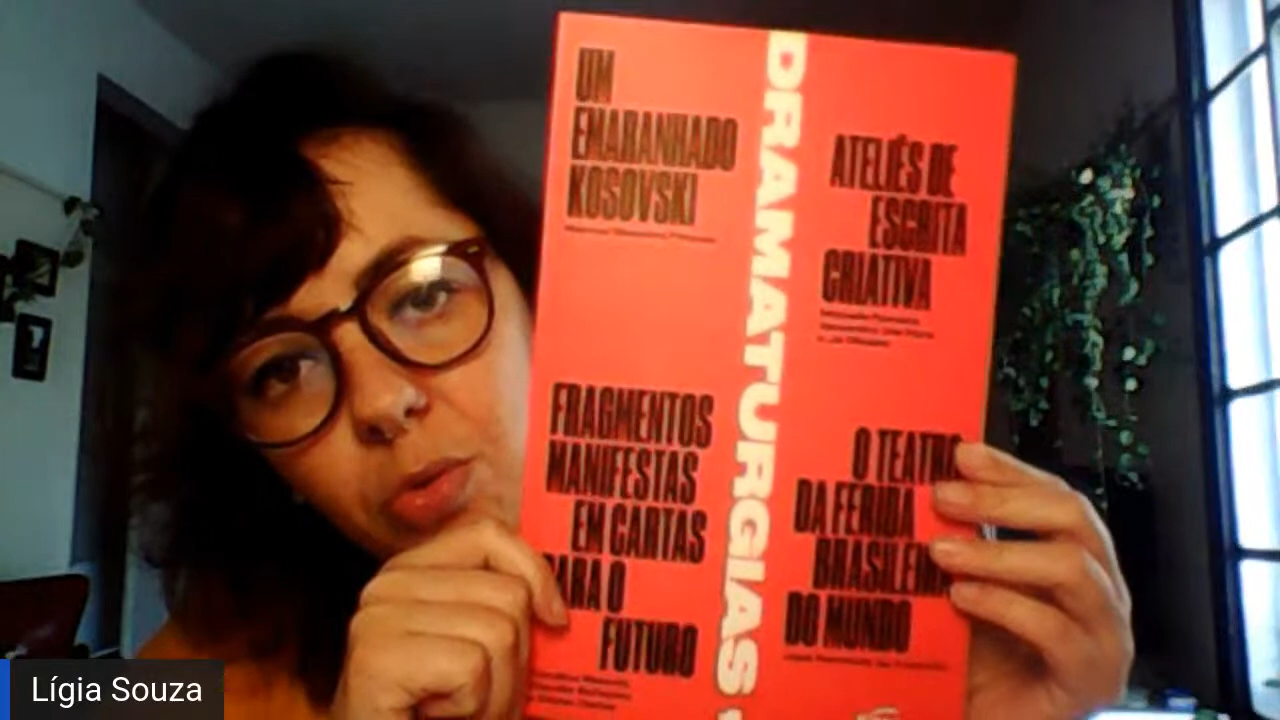 UM
EMARANHADO
KOSOVSKI
DRAMATURGIAS
ATELIÊS DE
ESCRITA
CRIATIVA
FRAGMENTOS
MANIFESTAS
EM CARTAS
PARA O
FUTURO
O TEATRO
DA FERIDA
BRASILEIRA
DO MUNDO
Lígia Souza